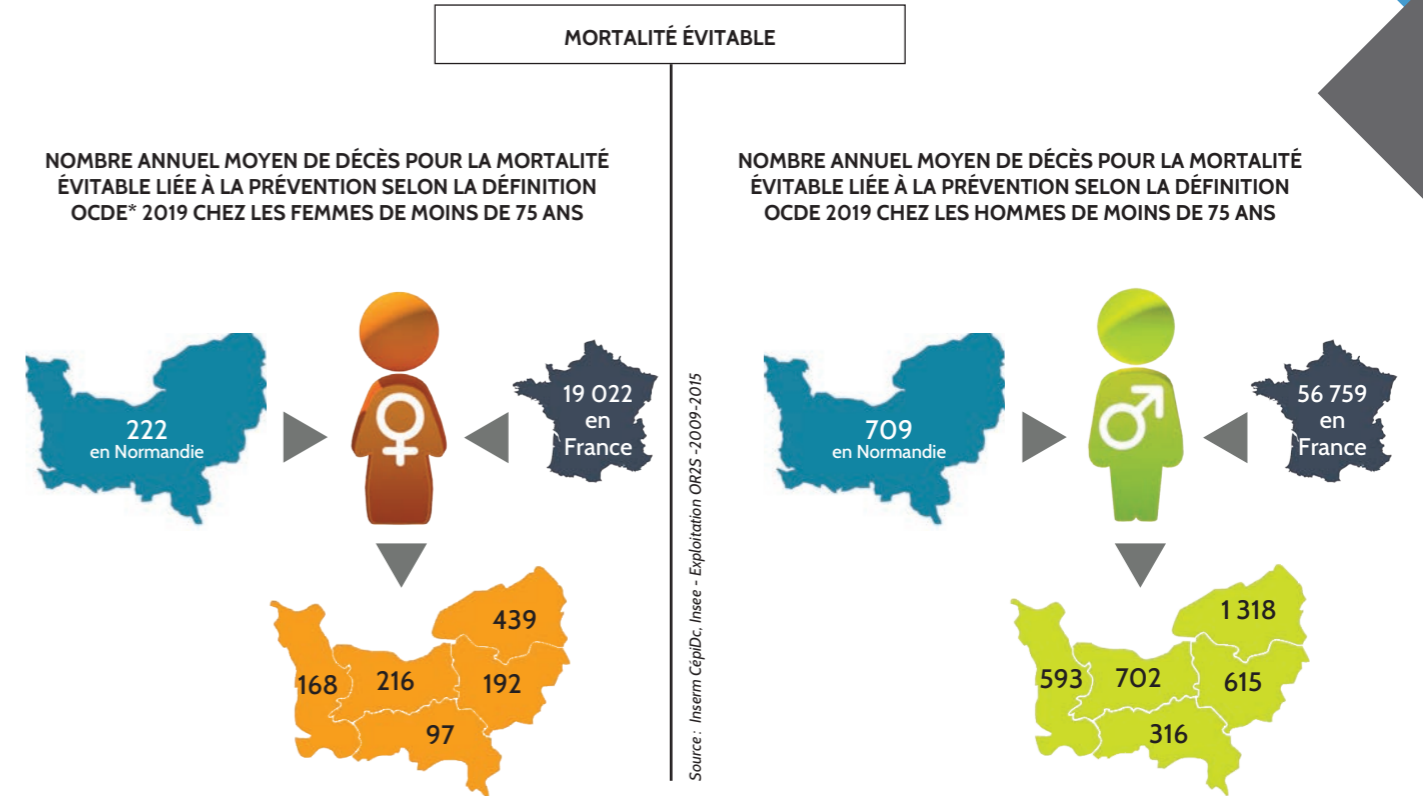 MORTALITÉ ÉVITABLE
NOMBRE ANNUEL MOYEN DE DÉCÈS POUR LA MORTALITÉ
ÉVITABLE LIÉE À LA PRÉVENTION SELON LA DÉFINITION
OCDE* 2019 CHEZ LES FEMMES DE MOINS DE 75 ANS
222
en Normandie
19 022
en
France
439
168
216
192
97
Source : Inserm CépiDc, Insee - Exploitation OR2S -2009-2015
NOMBRE ANNUEL MOYEN DE DÉCÈS POUR LA MORTALITÉ
ÉVITABLE LIÉE À LA PRÉVENTION SELON LA DÉFINITION
OCDE 2019 CHEZ LES HOMMES DE MOINS DE 75 ANS
709
en Normandie
56 759
en
France
1 318
593
702
615
316